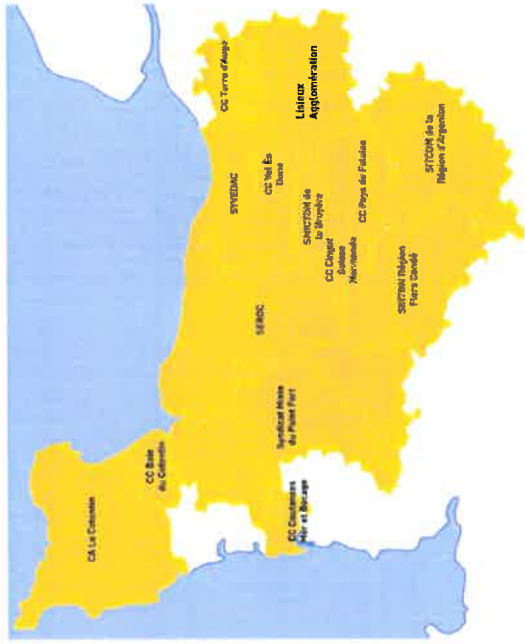 CC Terre d'Auge
Lisieux
Agglomération
SYVEDAC
CC Val Ès
Dune
SMICTOM de
la Bruyère
CC Cingal
Suisse
Normande
CC Pays de Falaise
SITCOM de la
Région d'Argentan
SIRTOM Région
Flers Condé
SEROC
Syndicat Mixte
du Point Fort
CC Coutances
Mer et Bocage
CC Baie
du Cotentin
CA Le Cotentin